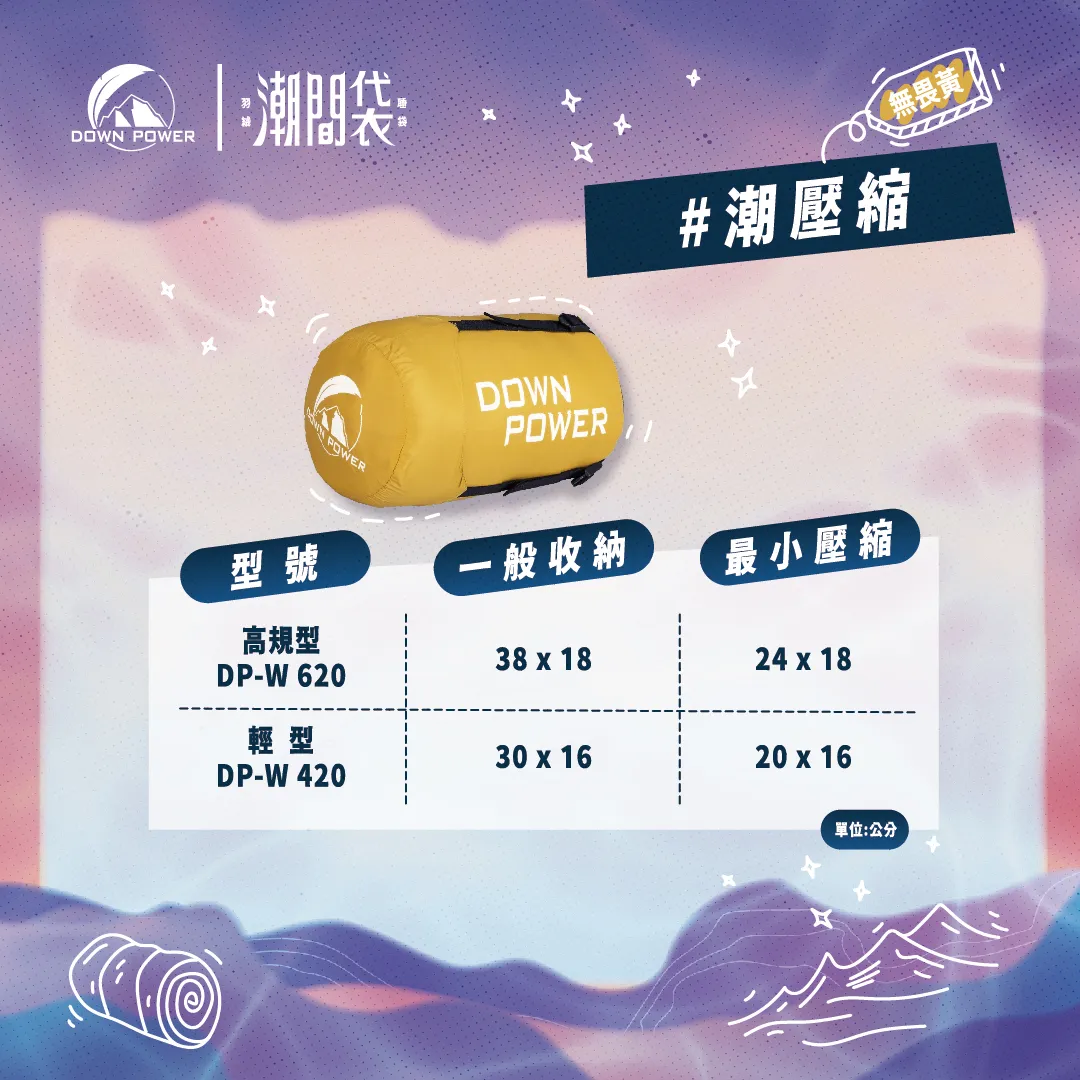 DOWN POWER
羽絨
潮間袋
睡袋
無畏黃
#潮壓縮
DOWN
POWER
DOWN POWER
型號
一般收納
最小壓縮
高規型
DP-W 620
38 x 18
24 x 18
輕型
DP-W 420
30 x 16
20 x 16
單位:公分